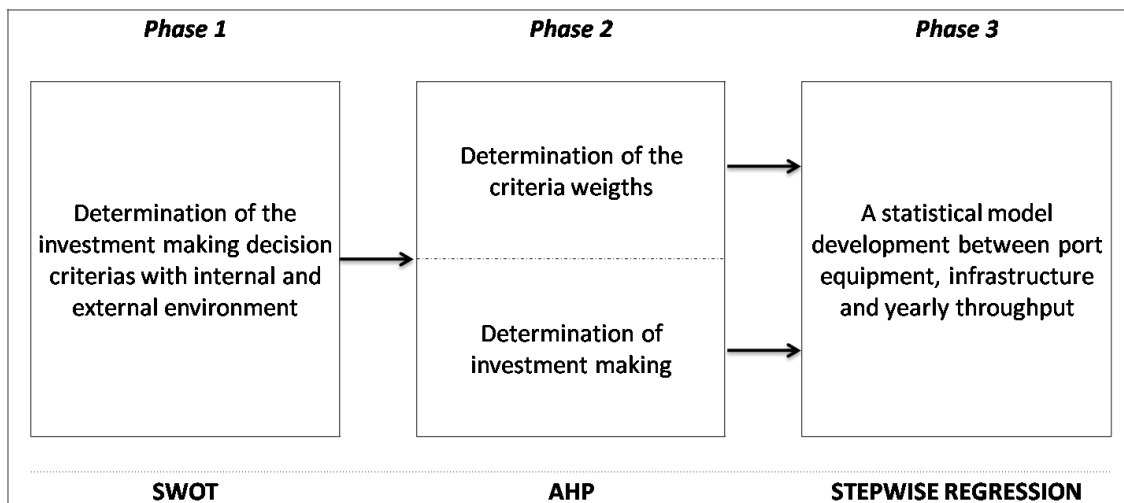 Phase 1
Phase 2
Phase 3
Determination of the
investment making decision
criterias with internal and
external environment
Determination of the
criteria weigths
Determination of
investment making
A statistical model
development between port
equipment, infrastructure
and yearly throughput
SWOT
AHP
STEPWISE REGRESSION